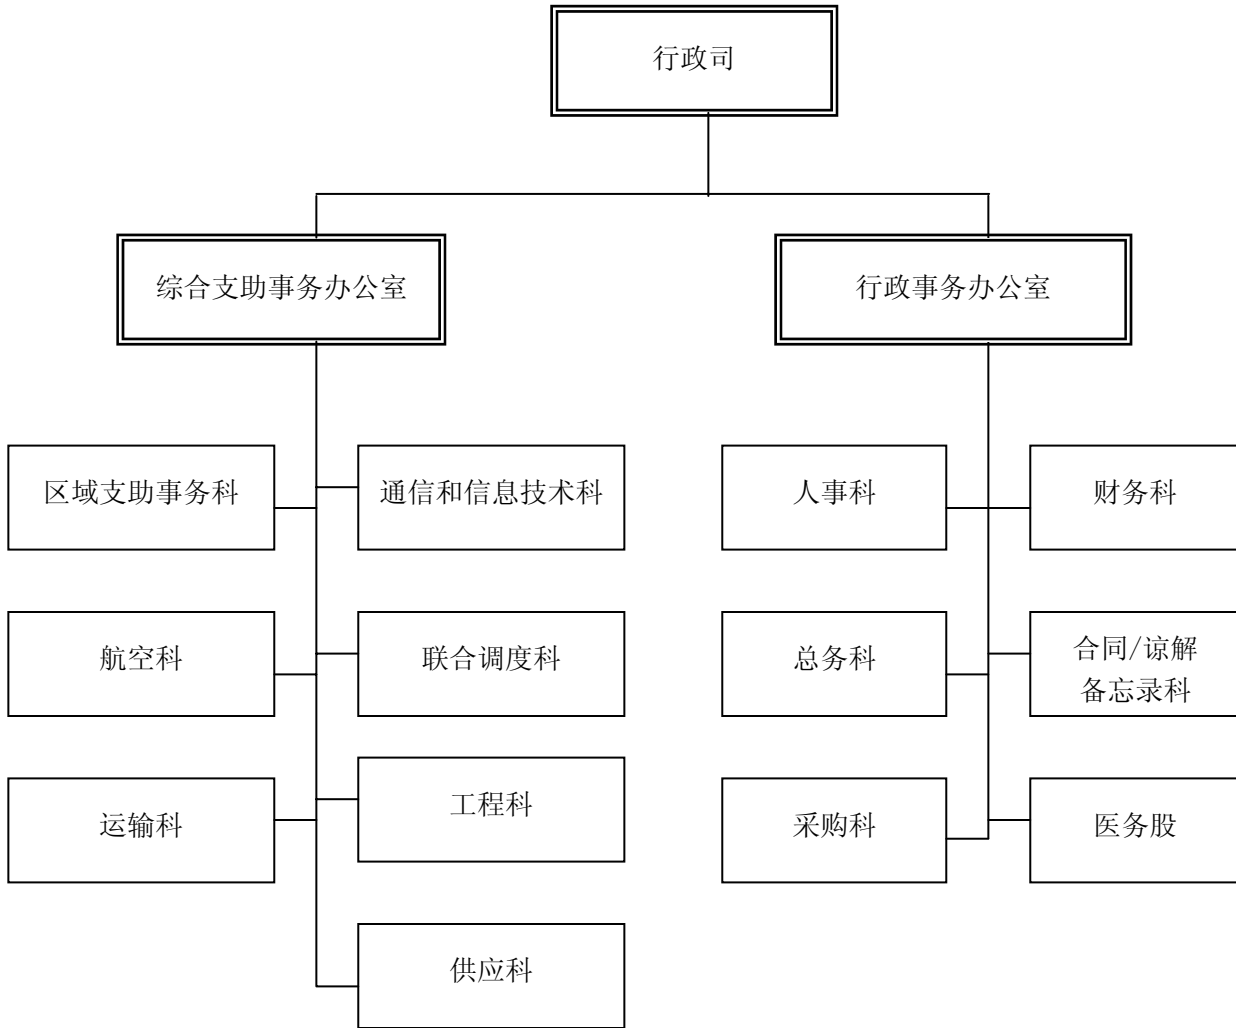 行政司
综合支助事务办公室
行政事务办公室
区域支助事务科
通信和信息技术科
人事科
财务科
航空科
联合调度科
总务科
合同/谅解
备忘录科
运输科
工程科
采购科
医务股
供应科